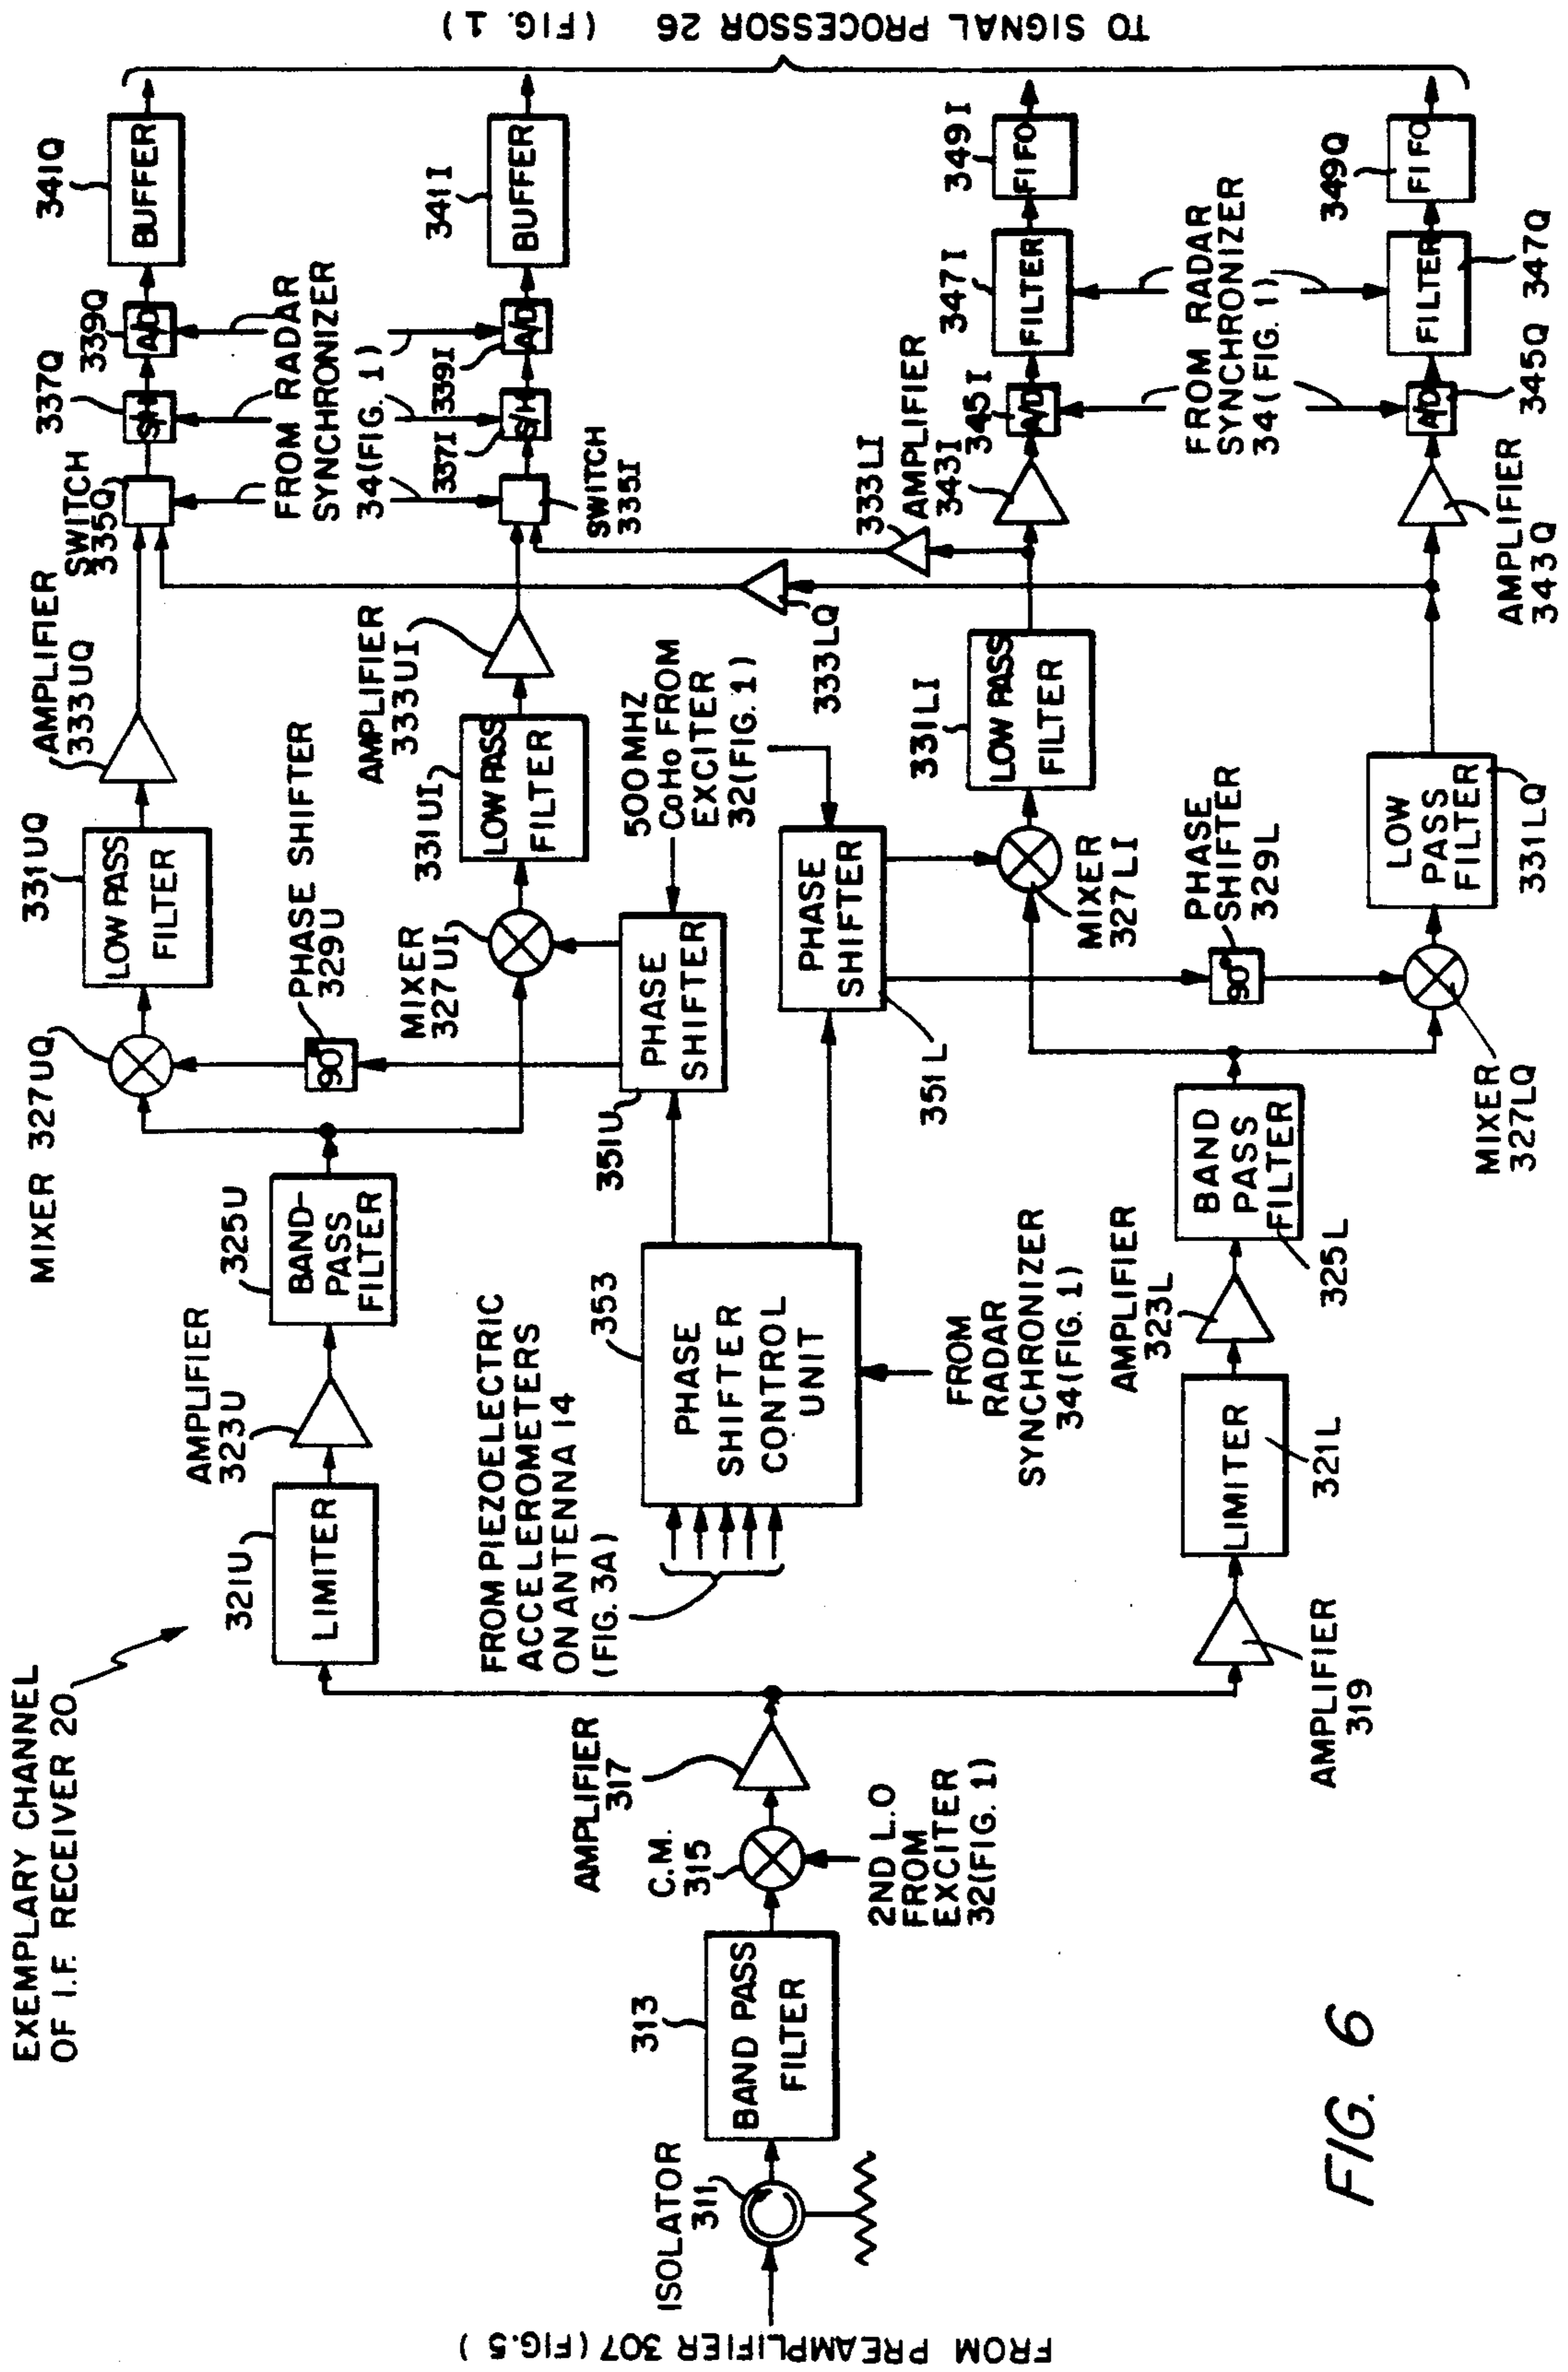 EXEMPLARY CHANNEL
OF I.F. RECEIVER 20
FROM PREAMPLIFIER 307 (FIG.5)
ISOLATOR
311
313
BAND PASS
FILTER
C.M.
315
2ND L.O
FROM
EXCITER
32(FIG. 1)
AMPLIFIER
317
AMPLIFIER
319
321U
LIMITER
AMPLIFIER
323U
325U
BAND-
PASS
FILTER
MIXER 327UQ
PHASE SHIFTER
329U
90°
331UQ
LOW PASS
FILTER
AMPLIFIER
333UQ
SWITCH
335Q
337Q
S/H
339Q
A/D
341Q
BUFFER
MIXER
327UI
331UI
LOW PASS
FILTER
AMPLIFIER
333UI
SWITCH
335I
337I
S/H
339I
A/D
341I
BUFFER
FROM RADAR
SYNCHRONIZER
34(FIG. 1)
FROM PIEZOELECTRIC
ACCELEROMETERS
ON ANTENNA 14
(FIG. 3A)
353
PHASE
SHIFTER
CONTROL
UNIT
FROM
RADAR
SYNCHRONIZER
34(FIG. 1)
351U
PHASE
SHIFTER
500MHZ
CoHo FROM
EXCITER
32(FIG. 1)
PHASE
SHIFTER
351L
LIMITER
321L
AMPLIFIER
323L
BAND
PASS
FILTER
325L
MIXER
327LI
331LI
LOW PASS
FILTER
333LI
333LQ
AMPLIFIER
343I
345I
A/D
347I
FILTER
349I
FIFO
PHASE
SHIFTER
329L
90°
MIXER
327LQ
LOW
PASS
FILTER
331LQ
AMPLIFIER
343Q
A/D
345Q
FILTER
347Q
349Q
FIFO
FROM RADAR
SYNCHRONIZER
34(FIG. 1)
TO SIGNAL PROCESSOR 26 (FIG. 1)
FIG. 6